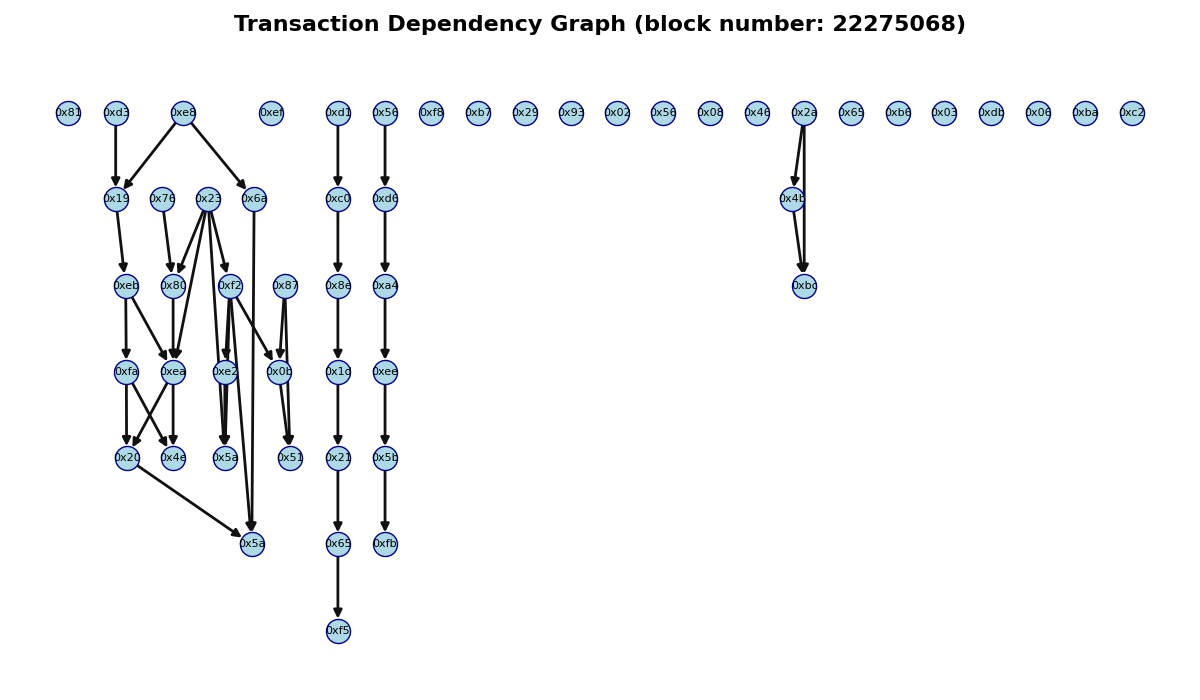 Transaction Dependency Graph (block number: 22275068)
0x81 0xd3 0xe8 0xef 0xd1 0x56 0xf8 0xb7 0x29 0x93 0x02 0x56 0x08 0x46 0x2a 0x65 0xb6 0x03 0xdb 0x06 0xba 0xc2
0x19 0x76 0x23 0x6a 0xc0 0xd6 0x4b
0xeb 0x80 0xf2 0x87 0x8e 0xa4 0xbc
0xfa 0xea 0xe2 0x0b 0x1d 0xee
0x20 0x4e 0x5a 0x51 0x21 0x5b
0x5a 0x65 0xfb
0xf5